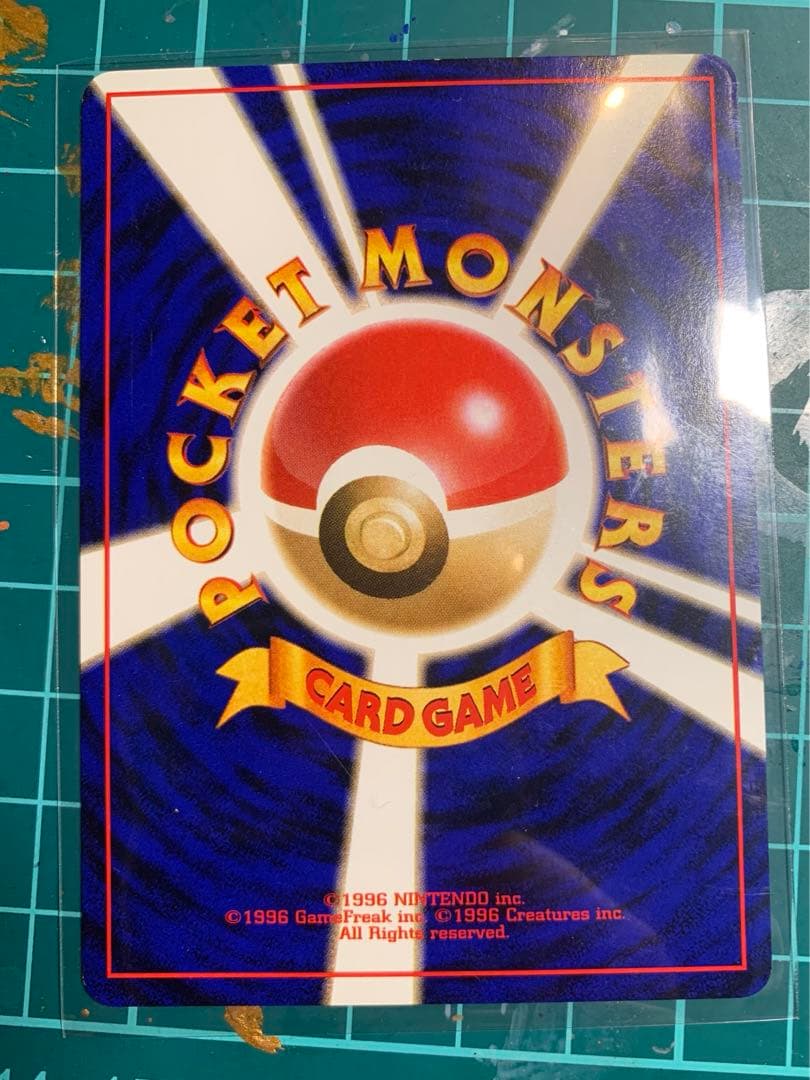 POCKET MONSTERS
CARD GAME
©1996 NINTENDO inc.
©1996 GameFreak inc. ©1996 Creatures inc.
All Rights reserved.